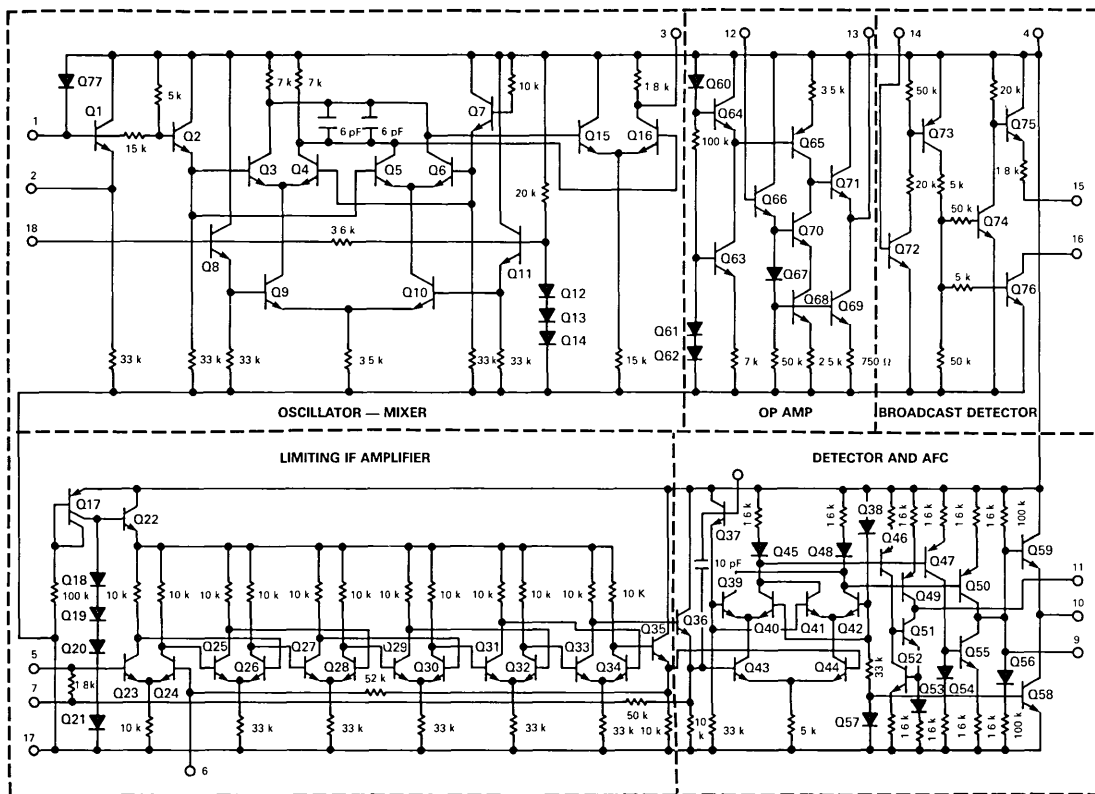 3 12 13 14 4
Q77 Q1 5 k Q2 7 k 7 k 6 pF 6 pF Q7 10 k Q15 18 k Q16 Q60 Q64 100 k 3 5 k Q65 50 k Q73 20 k Q75
1 15 k Q3 Q4 Q5 Q6 20 k Q66 Q71 20 k 5 k 1 8 k
2 15
18 3 6 k Q8 Q11 Q63 Q70 Q72 50 k Q74 16
Q9 Q10 Q12 Q67 Q68 Q69 5 k Q76
Q13 Q61
Q14 Q62
33 k 33 k 33 k 3 5 k 33 k 33 k 15 k 7 k 50 k 2 5 k 750 Ω 50 k
OSCILLATOR — MIXER OP AMP BROADCAST DETECTOR
LIMITING IF AMPLIFIER DETECTOR AND AFC
Q17 Q22 Q37 1 6 k 1 6 k Q38 1 6 k 1 6 k 1 6 k 1 6 k 100 k
Q46 Q59
Q18 10 pF Q45 Q48 Q47
100 k 10 k 10 k 10 k 10 k 10 k 10 k 10 k 10 k 10 k 10 k 10 K Q39 Q49 Q50 11
Q19 Q36 10
Q20 Q25 Q27 Q29 Q31 Q33 Q35 Q40 Q41 Q42 Q51 Q55 Q56 9
5 Q26 Q28 Q30 Q32 Q34 Q43 Q44 33 k Q52
1 8 k Q23 Q24 52 k Q53 Q54 Q58
7 Q21 50 k Q57
17 10 k 33 k 33 k 33 k 33 k 33 k 10 k 10 k 33 k 5 k 1 6 k 1 6 k 1 6 k 1 6 k 100 k
6